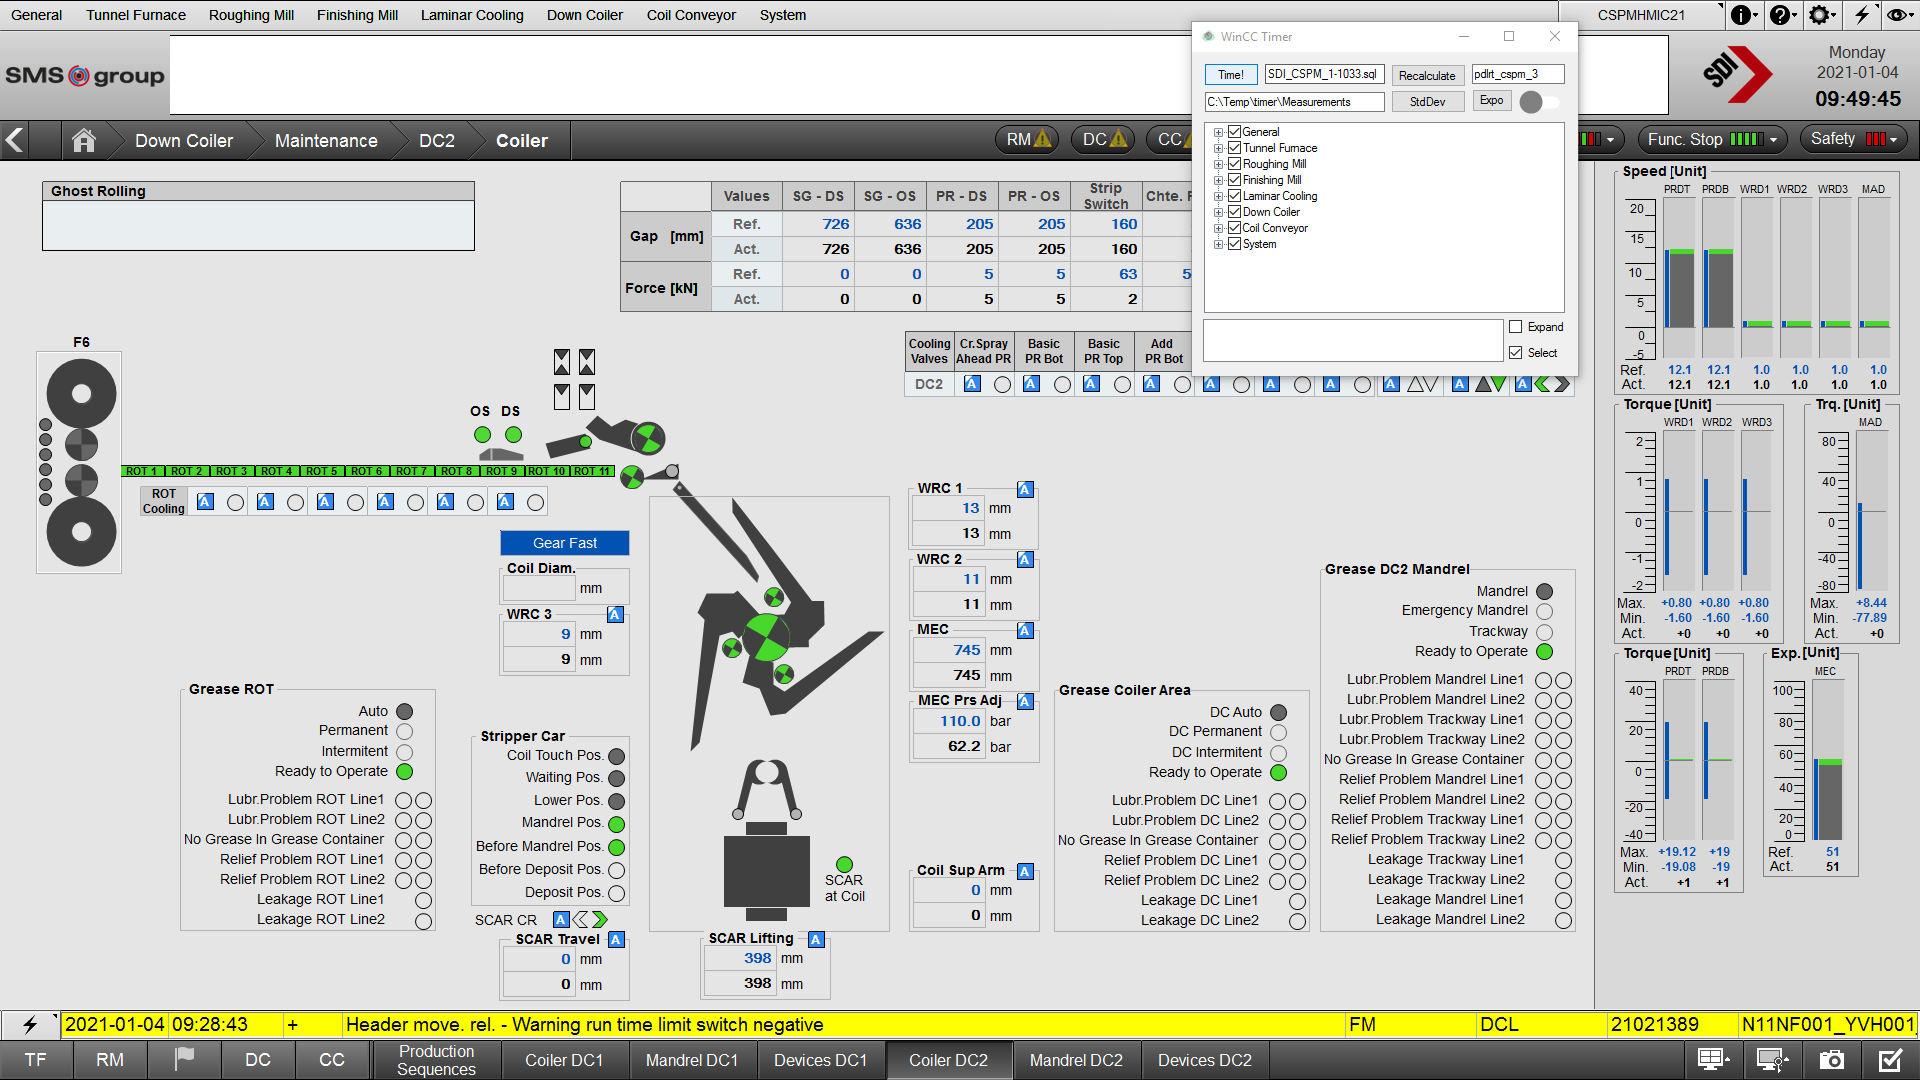 General Tunnel Furnace Roughing Mill Finishing Mill Laminar Cooling Down Coiler Coil Conveyor System CSPMHMIC21
SMS group
SDI
Monday
2021-01-04
09:49:45
WinCC Timer
Time! SDI_CSPM_1-1033.sql Recalculate pdlrt_cspm_3
C:\Temp\timer\Measurements StdDev Expo
General
Tunnel Furnace
Roughing Mill
Finishing Mill
Laminar Cooling
Down Coiler
Coil Conveyor
System
Expand
Select
Down Coiler Maintenance DC2 Coiler RM DC CC Func. Stop Safety
Ghost Rolling
Values SG - DS SG - OS PR - DS PR - OS Strip Switch Chte.
Gap [mm] Ref. 726 636 205 205 160
Act. 726 636 205 205 160
Force [kN] Ref. 0 0 5 5 63 5
Act. 0 0 5 5 2
Cooling Valves Cr.Spray Ahead PR Basic PR Bot Basic PR Top Add PR Bot
DC2 A A A A A A A A A A
F6
OS DS
ROT 1 ROT 2 ROT 3 ROT 4 ROT 5 ROT 6 ROT 7 ROT 8 ROT 9 ROT 10 ROT 11
ROT Cooling A A A A A A
Gear Fast
Coil Diam.
mm
WRC 3 A
9 mm
9 mm
WRC 1 A
13 mm
13 mm
WRC 2 A
11 mm
11 mm
MEC A
745 mm
745 mm
MEC Prs Adj A
110.0 bar
62.2 bar
Coil Sup Arm A
0 mm
0 mm
Grease ROT
Auto
Permanent
Intermitent
Ready to Operate
Lubr.Problem ROT Line1
Lubr.Problem ROT Line2
No Grease In Grease Container
Relief Problem ROT Line1
Relief Problem ROT Line2
Leakage ROT Line1
Leakage ROT Line2
Stripper Car
Coil Touch Pos.
Waiting Pos.
Lower Pos.
Mandrel Pos.
Before Mandrel Pos.
Before Deposit Pos.
Deposit Pos.
SCAR CR A
SCAR Travel A
0 mm
0 mm
SCAR at Coil
SCAR Lifting A
398 mm
398 mm
Grease Coiler Area
DC Auto
DC Permanent
DC Intermitent
Ready to Operate
Lubr.Problem DC Line1
Lubr.Problem DC Line2
No Grease In Grease Container
Relief Problem DC Line1
Relief Problem DC Line2
Leakage DC Line1
Leakage DC Line2
Grease DC2 Mandrel
Mandrel
Emergency Mandrel
Trackway
Ready to Operate
Lubr.Problem Mandrel Line1
Lubr.Problem Mandrel Line2
Lubr.Problem Trackway Line1
Lubr.Problem Trackway Line2
No Grease In Grease Container
Relief Problem Mandrel Line1
Relief Problem Mandrel Line2
Relief Problem Trackway Line1
Relief Problem Trackway Line2
Leakage Trackway Line1
Leakage Trackway Line2
Leakage Mandrel Line1
Leakage Mandrel Line2
Speed [Unit]
PRDT PRDB WRD1 WRD2 WRD3 MAD
20
15
10
5
0
-5
Ref. 12.1 12.1 1.0 1.0 1.0 1.0
Act. 12.1 12.1 1.0 1.0 1.0 1.0
Torque [Unit]
WRD1 WRD2 WRD3
2
1
0
-1
-2
Max. +0.80 +0.80 +0.80
Min. -1.60 -1.60 -1.60
Act. +0 +0 +0
Trq. [Unit]
MAD
80
40
0
-40
-80
Max. +8.44
Min. -77.89
Act. +0
Torque [Unit]
PRDT PRDB
40
20
0
-20
-40
Max. +19.12 +19
Min. -19.08 -19
Act. +1 +1
Exp. [Unit]
MEC
100
80
60
40
20
0
Ref. 51
Act. 51
2021-01-04 09:28:43 + Header move. rel. - Warning run time limit switch negative FM DCL 21021389 N11NF001_YVH001
TF RM DC CC Production Sequences Coiler DC1 Mandrel DC1 Devices DC1 Coiler DC2 Mandrel DC2 Devices DC2